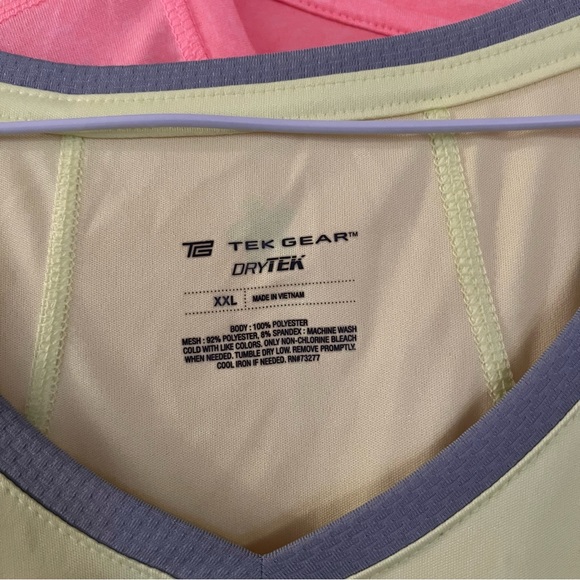 TG TEK GEAR™
DRYTEK
XXL MADE IN VIETNAM
BODY : 100% POLYESTER
MESH : 92% POLYESTER, 8% SPANDEX : MACHINE WASH
COLD WITH LIKE COLORS. ONLY NON-CHLORINE BLEACH
WHEN NEEDED. TUMBLE DRY LOW. REMOVE PROMPTLY.
COOL IRON IF NEEDED. RN#73277